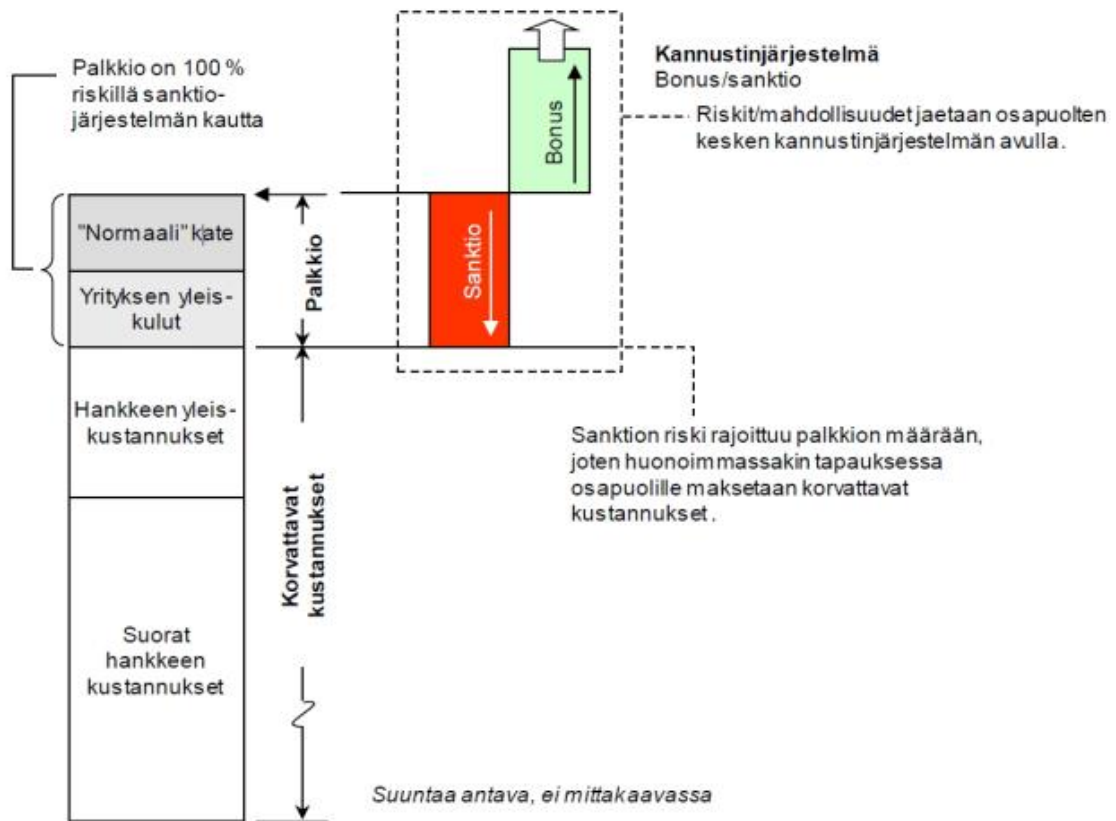 Palkkio on 100 %
riskillä sanktio-
järjestelmän kautta
Kannustinjärjestelmä
Bonus/sanktio
Riskit/mahdollisuudet jaetaan osapuolten
kesken kannustinjärjestelmän avulla.
Bonus
Sanktio
"Normaali" kate
Yrityksen yleis-
kulut
Palkkio
Hankkeen yleis-
kustannukset
Suorat
hankkeen
kustannukset
Korvattavat
kustannukset
Sanktion riski rajoittuu palkkion määrään,
joten huonoimmassakin tapauksessa
osapuolille maksetaan korvattavat
kustannukset.
Suuntaa antava, ei mittakaavassa